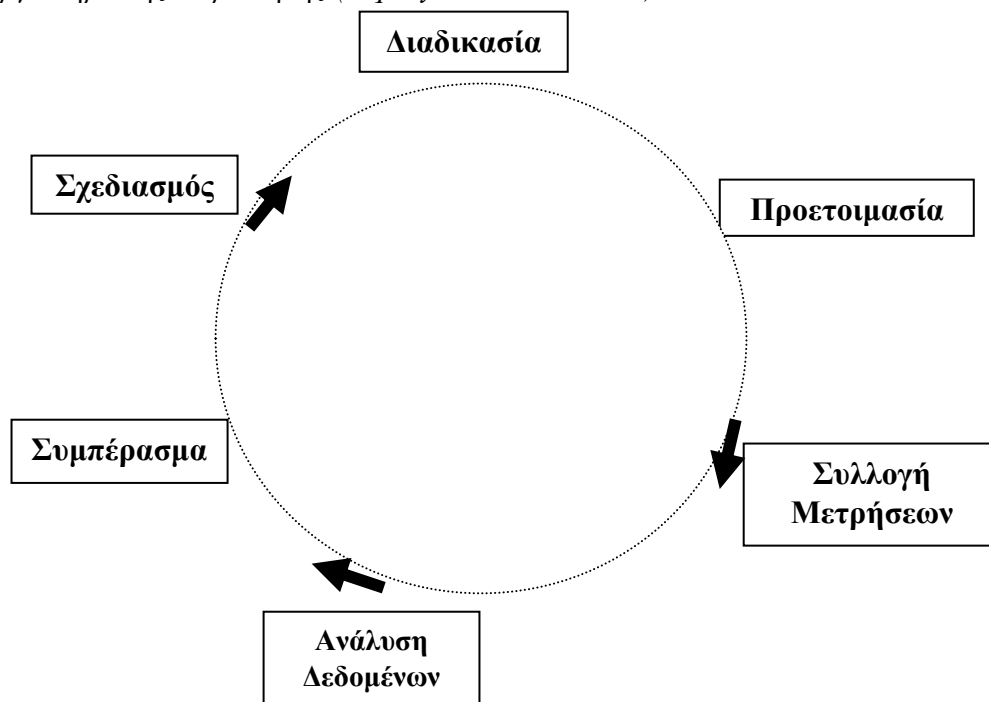 Διαδικασία
Σχεδιασμός
Προετοιμασία
Συμπέρασμα
Συλλογή
Μετρήσεων
Ανάλυση
Δεδομένων